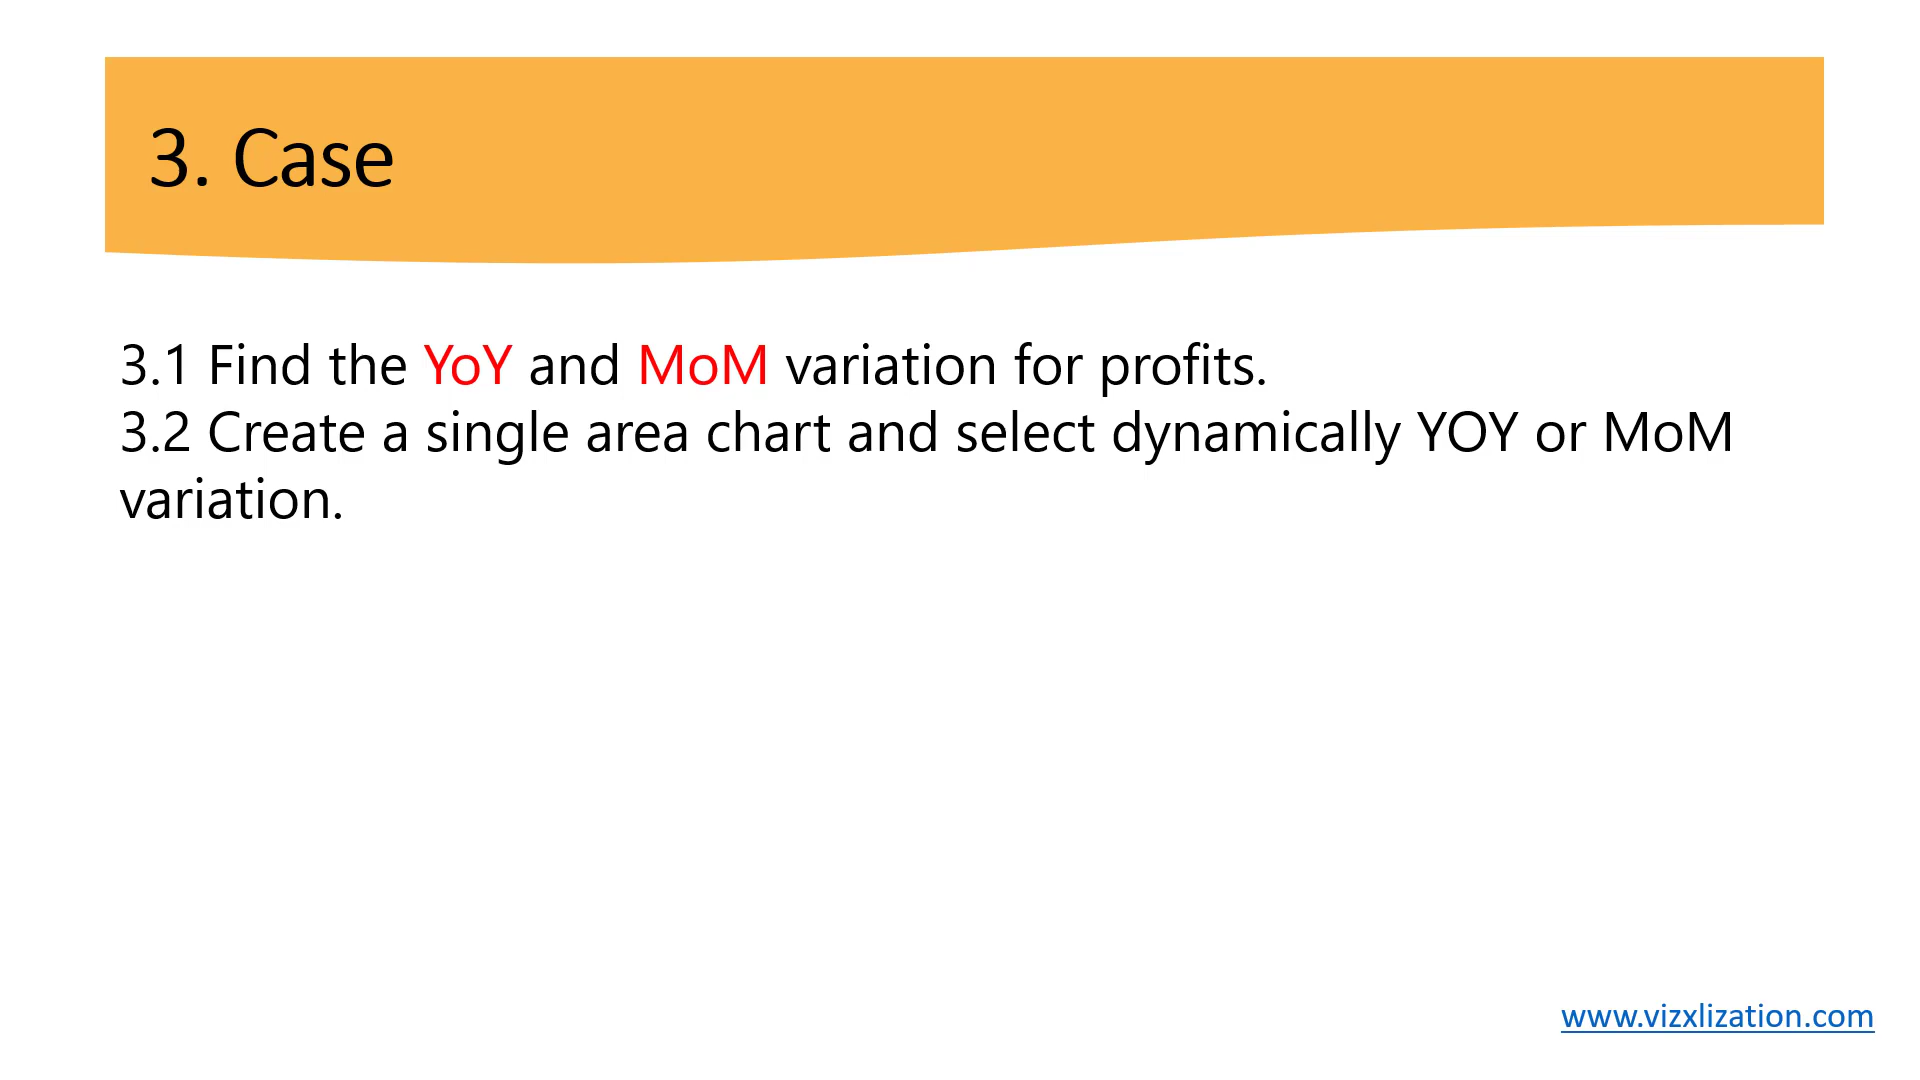 3. Case
3.1 Find the YoY and MoM variation for profits.
3.2 Create a single area chart and select dynamically YOY or MoM
variation.
www.vizxlization.com